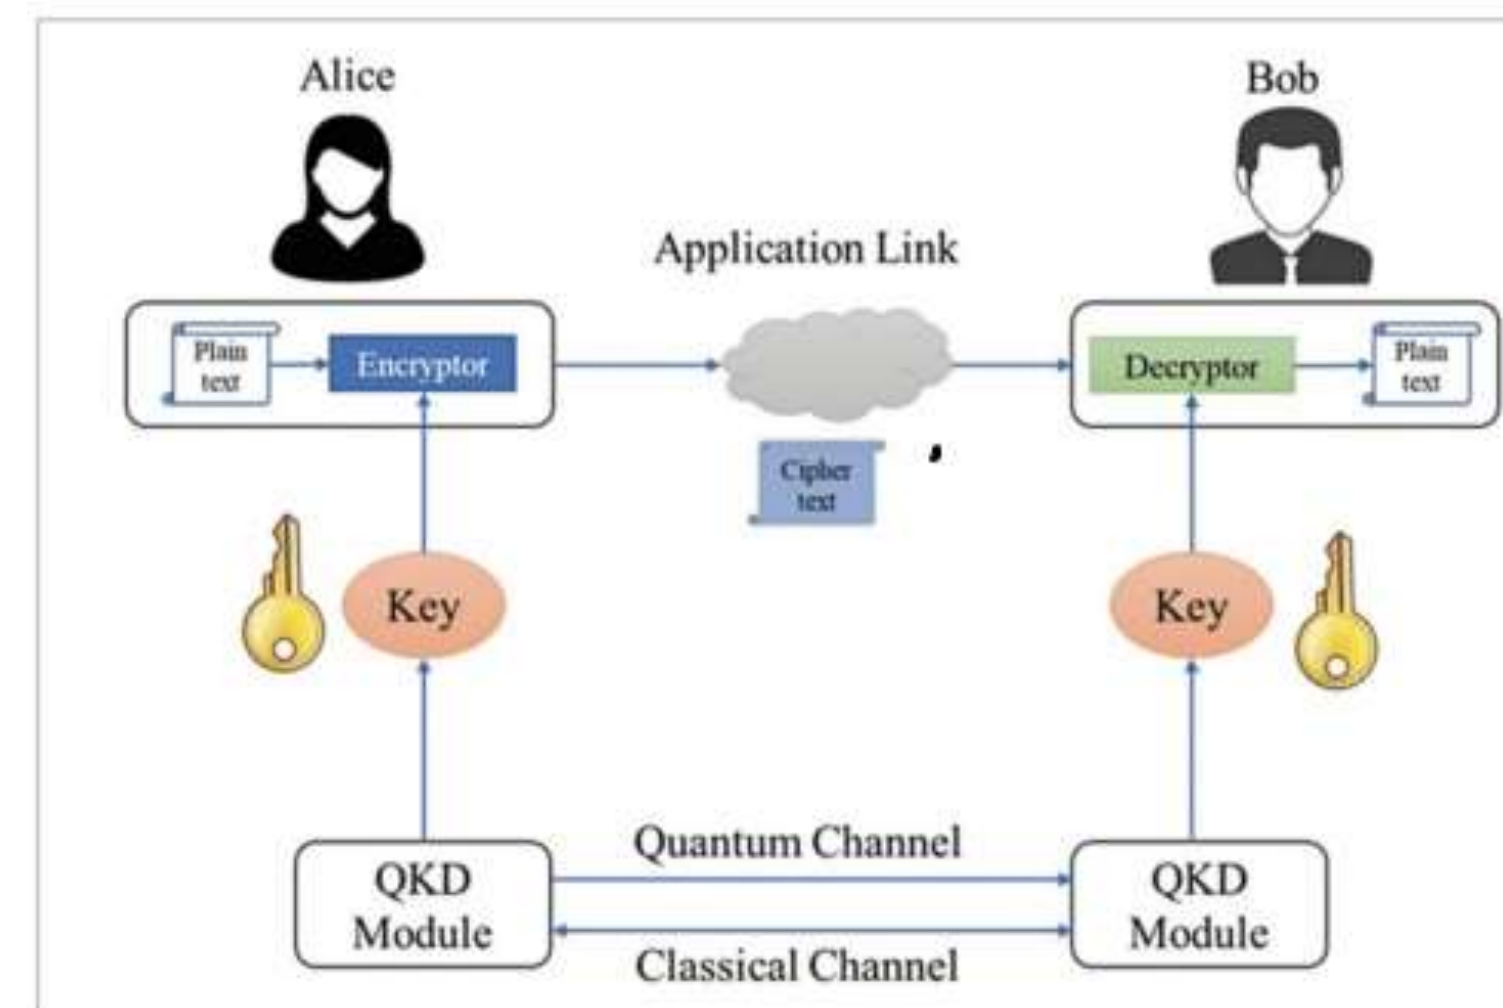 Alice
Bob
Application Link
Plain
text
Encryptor
Decryptor
Plain
text
Cipher
text
Key
Key
Quantum Channel
QKD
Module
QKD
Module
Classical Channel